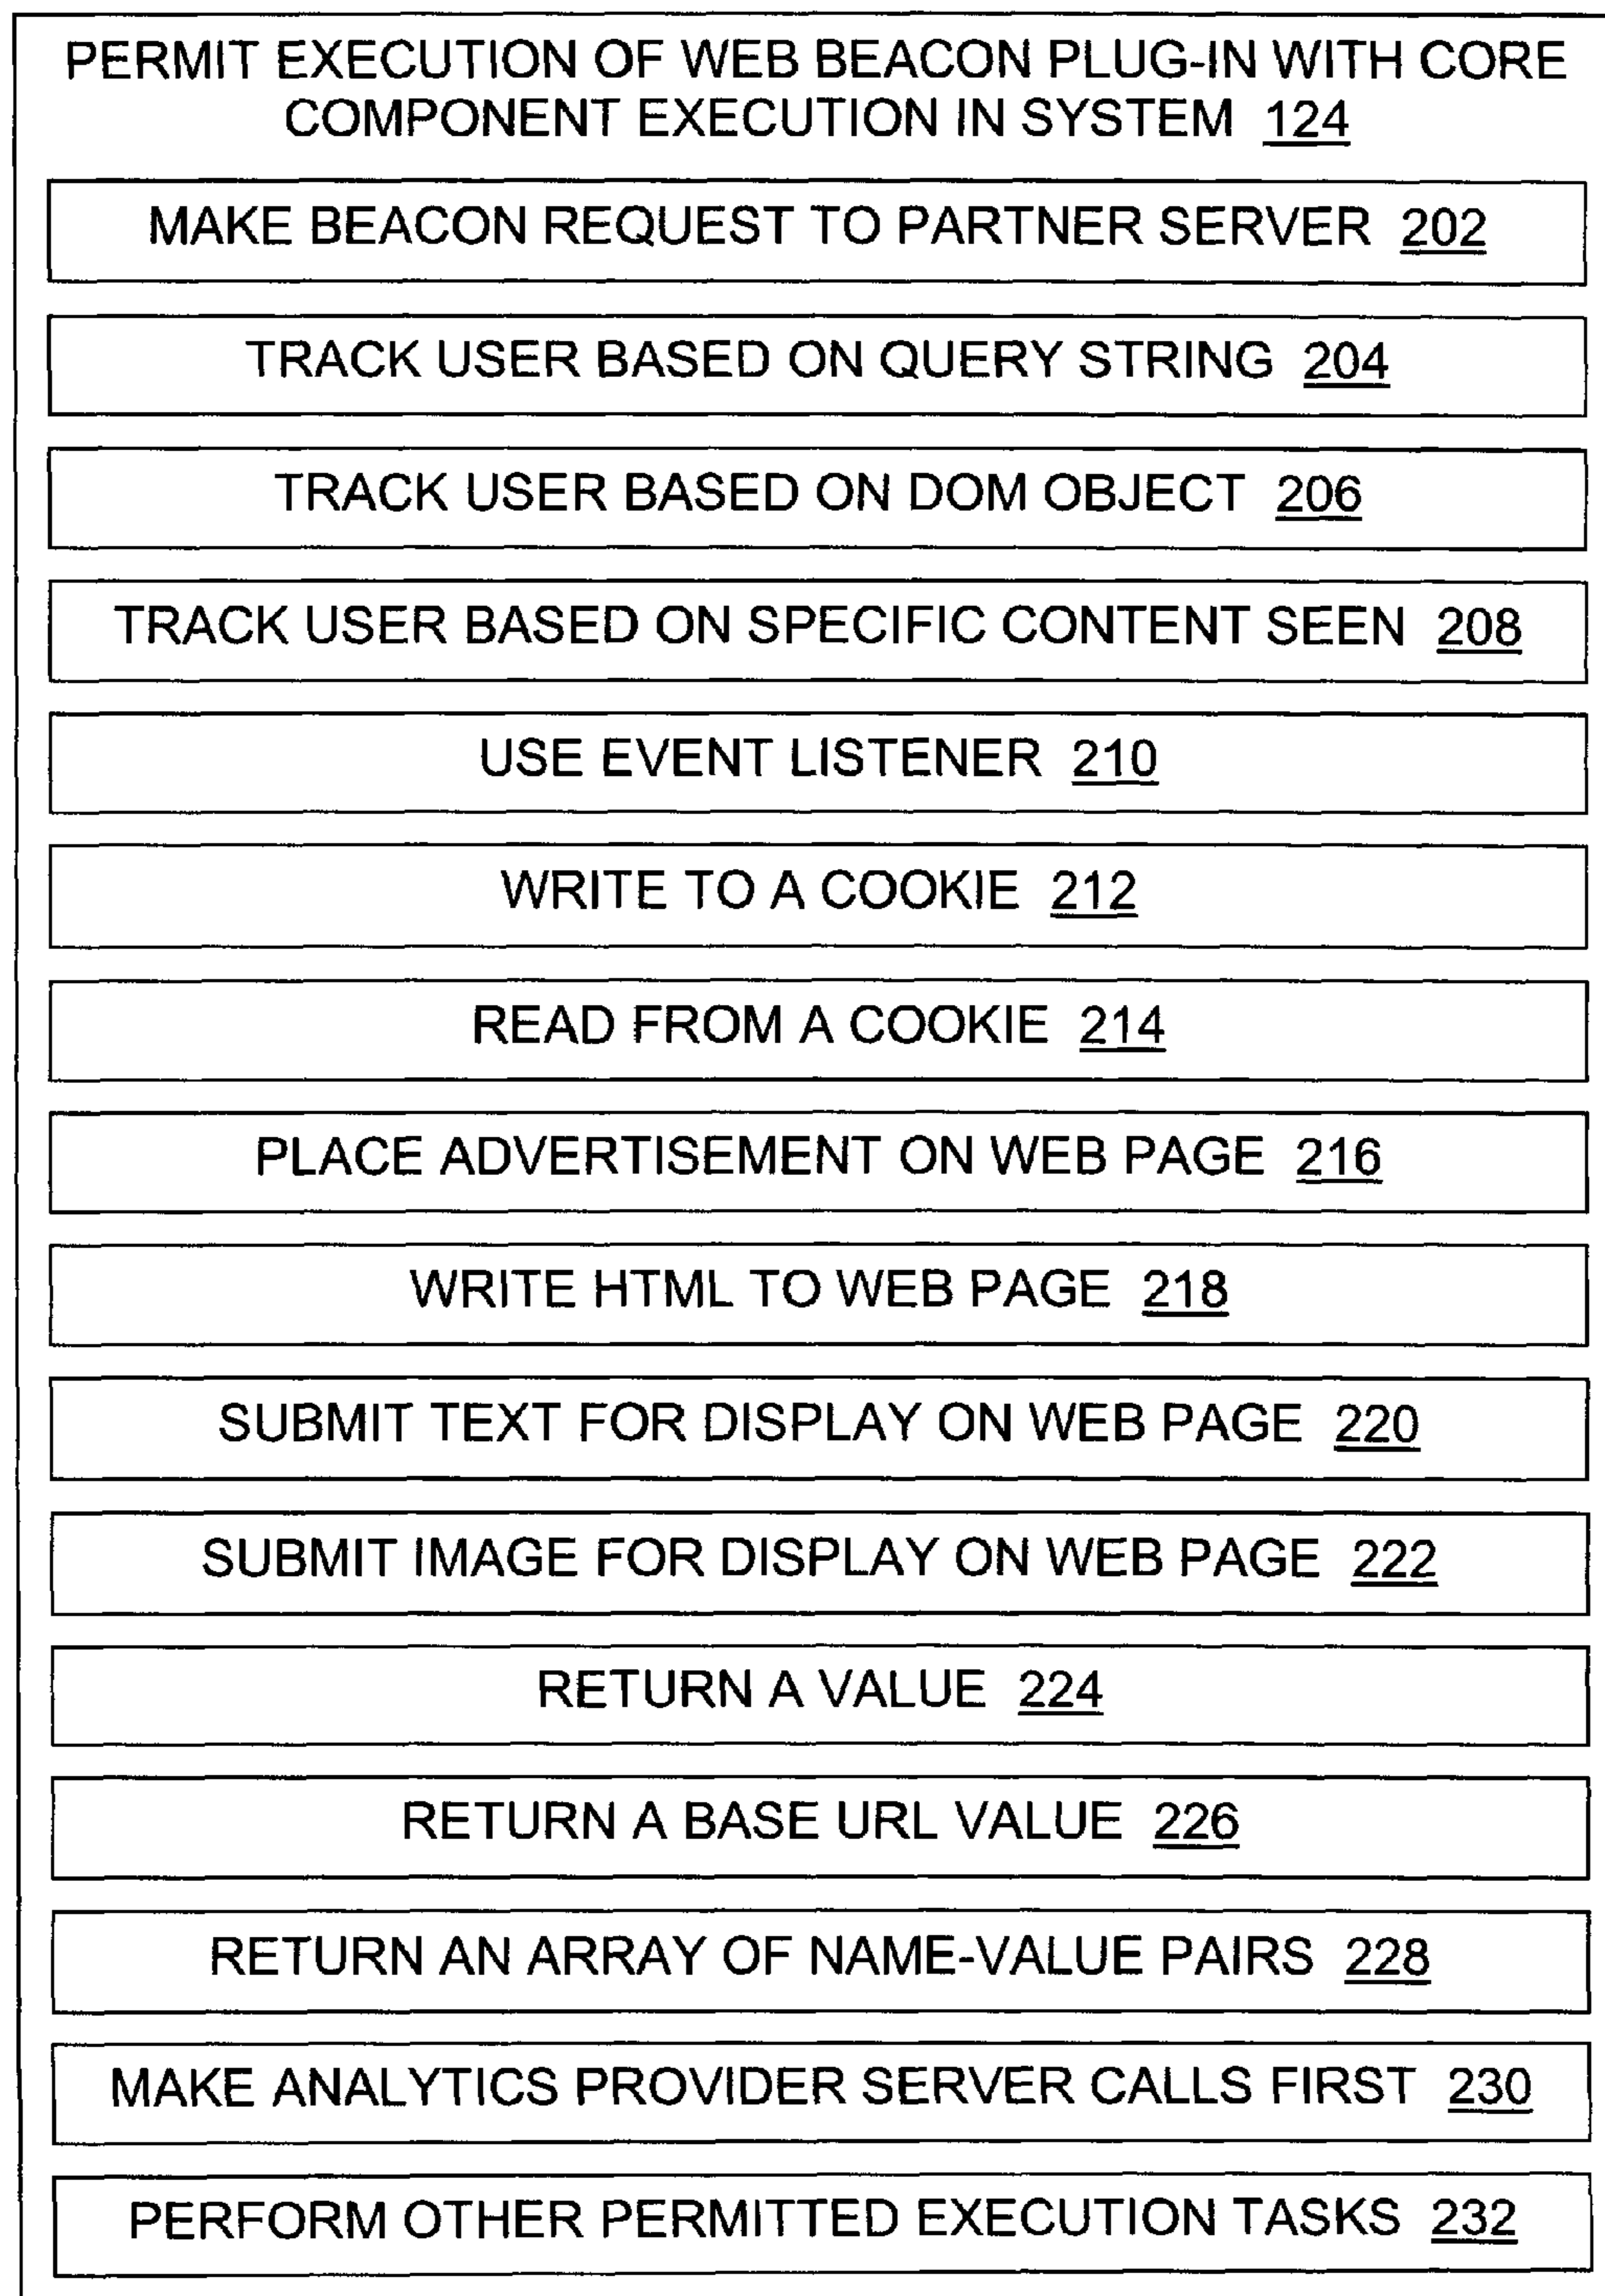 PERMIT EXECUTION OF WEB BEACON PLUG-IN WITH CORE
COMPONENT EXECUTION IN SYSTEM 124
MAKE BEACON REQUEST TO PARTNER SERVER 202
TRACK USER BASED ON QUERY STRING 204
TRACK USER BASED ON DOM OBJECT 206
TRACK USER BASED ON SPECIFIC CONTENT SEEN 208
USE EVENT LISTENER 210
WRITE TO A COOKIE 212
READ FROM A COOKIE 214
PLACE ADVERTISEMENT ON WEB PAGE 216
WRITE HTML TO WEB PAGE 218
SUBMIT TEXT FOR DISPLAY ON WEB PAGE 220
SUBMIT IMAGE FOR DISPLAY ON WEB PAGE 222
RETURN A VALUE 224
RETURN A BASE URL VALUE 226
RETURN AN ARRAY OF NAME-VALUE PAIRS 228
MAKE ANALYTICS PROVIDER SERVER CALLS FIRST 230
PERFORM OTHER PERMITTED EXECUTION TASKS 232